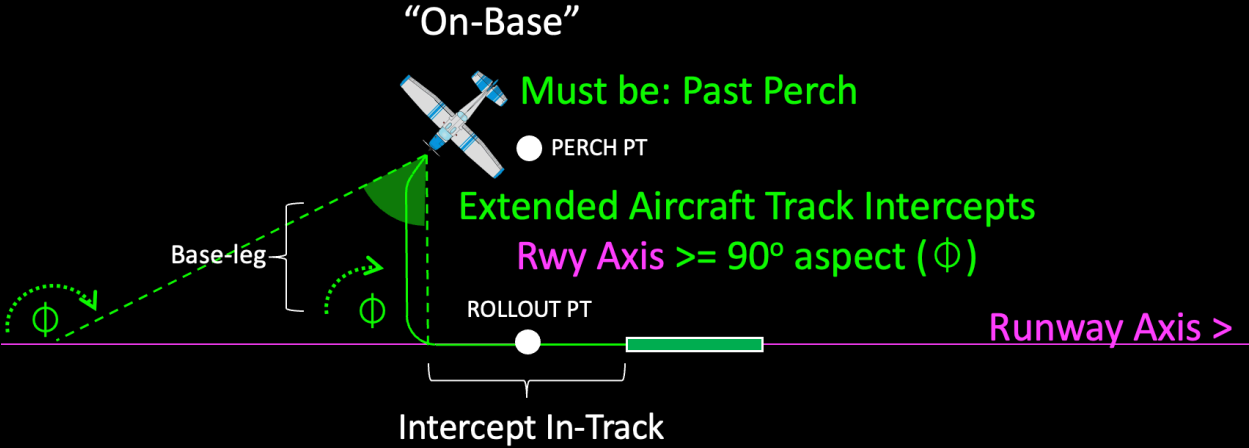 “On-Base”
Must be: Past Perch
PERCH PT
Extended Aircraft Track Intercepts
Rwy Axis >= 90º aspect (Φ)
Base-leg
Φ
Φ
ROLLOUT PT
Runway Axis >
Intercept In-Track